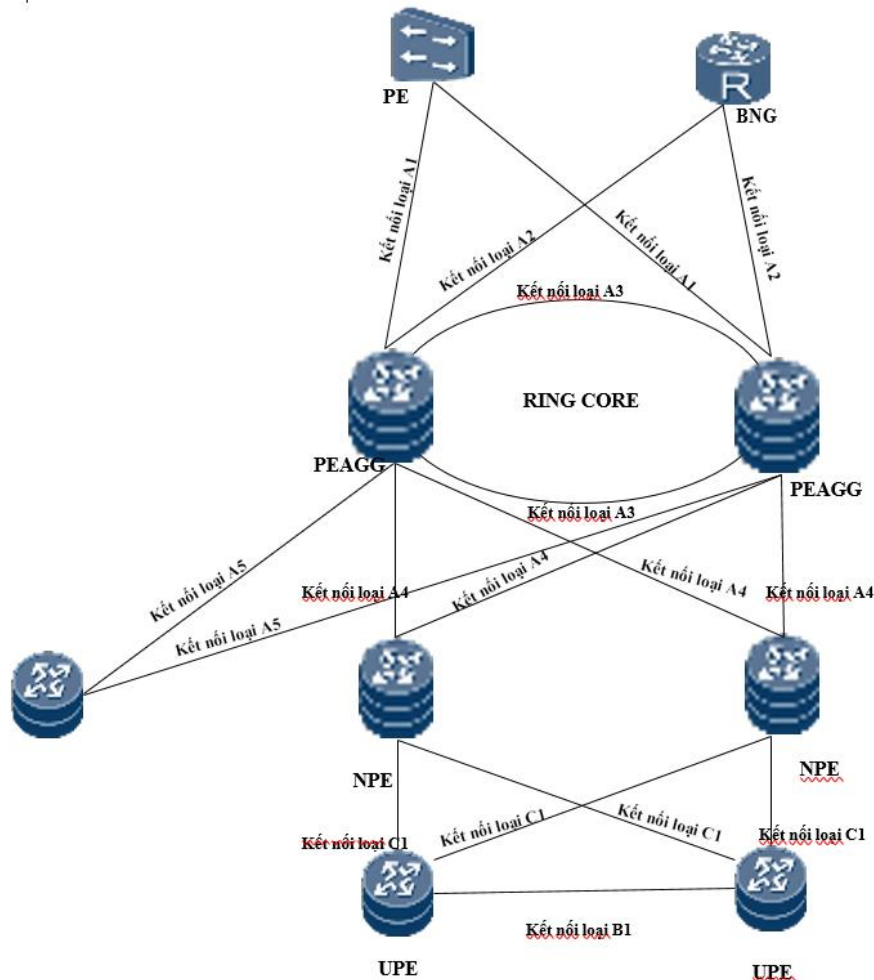 PE
BNG
Kết nối loại A1
Kết nối loại A2
Kết nối loại A1
Kết nối loại A2
Kết nối loại A3
RING CORE
PEAGG
PEAGG
Kết nối loại A3
Kết nối loại A5
Kết nối loại A4
Kết nối loại A4
Kết nối loại A4
Kết nối loại A4
Kết nối loại A5
NPE
NPE
Kết nối loại C1
Kết nối loại C1
Kết nối loại C1
Kết nối loại C1
Kết nối loại B1
UPE
UPE